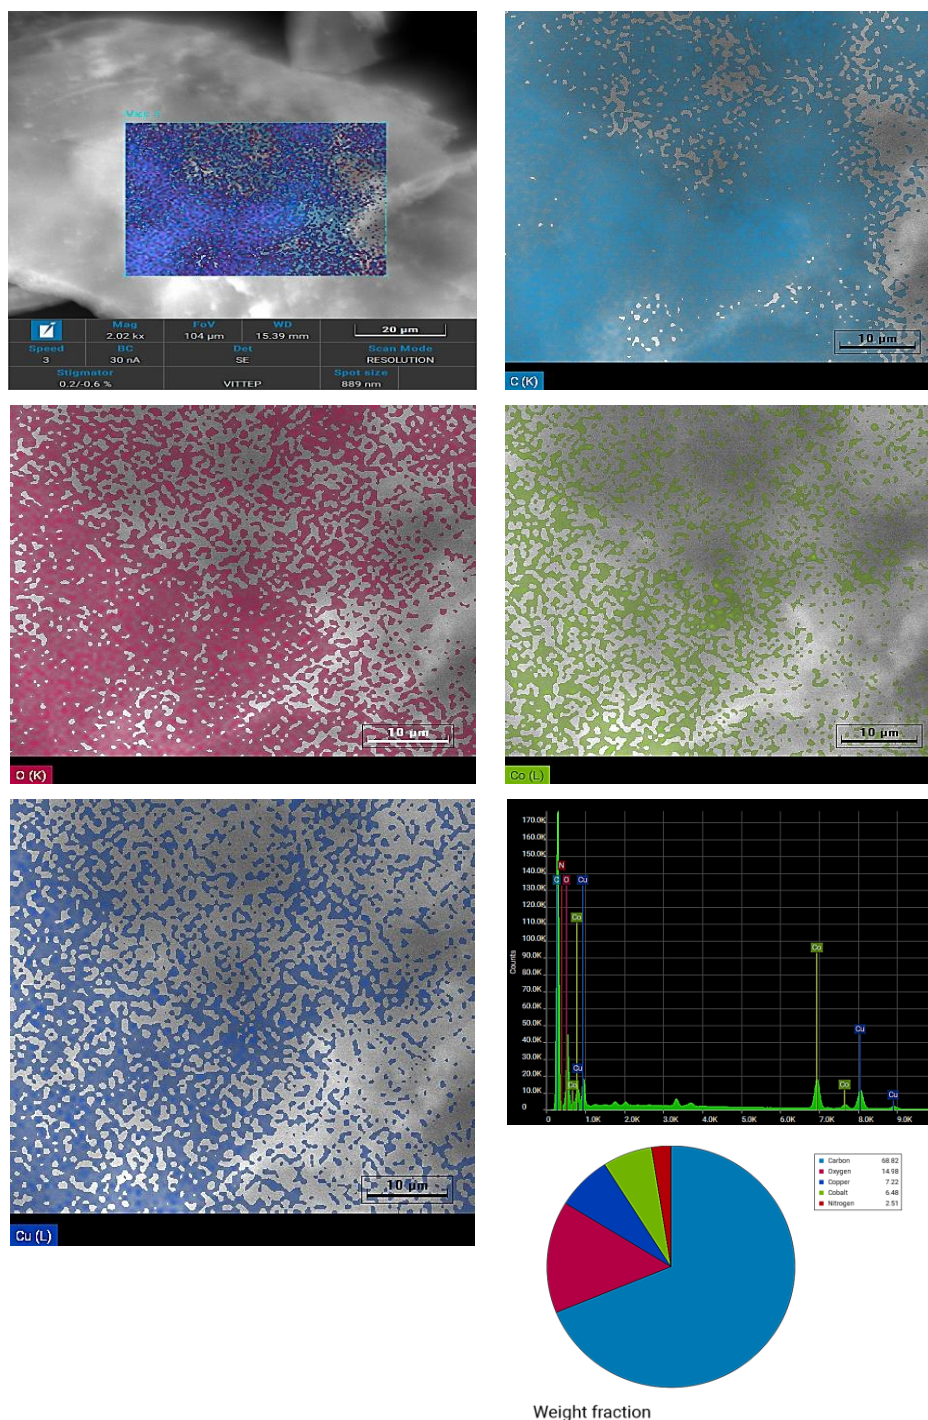 Map 1
Mag FoV WD
2.02 kx 104 µm 15.39 mm 20 µm
Speed BC Det Scan Mode
3 30 nA SE RESOLUTION
Stigmator Spot size
0.2/-0.6 % VITTEP 889 nm
10 µm
C (K)
10 µm
O (K)
10 µm
Co (L)
10 µm
Cu (L)
170.0K
160.0K
150.0K
140.0K
130.0K
120.0K
110.0K
100.0K
90.0K
80.0K
70.0K
60.0K
50.0K
40.0K
30.0K
20.0K
10.0K
0
Counts
N
C O Cu
Co
Co
Cu
Cu
Co Co Cu
0 1.0K 2.0K 3.0K 4.0K 5.0K 6.0K 7.0K 8.0K 9.0K
Carbon 68.82
Oxygen 14.98
Copper 7.22
Cobalt 6.48
Nitrogen 2.51
Weight fraction